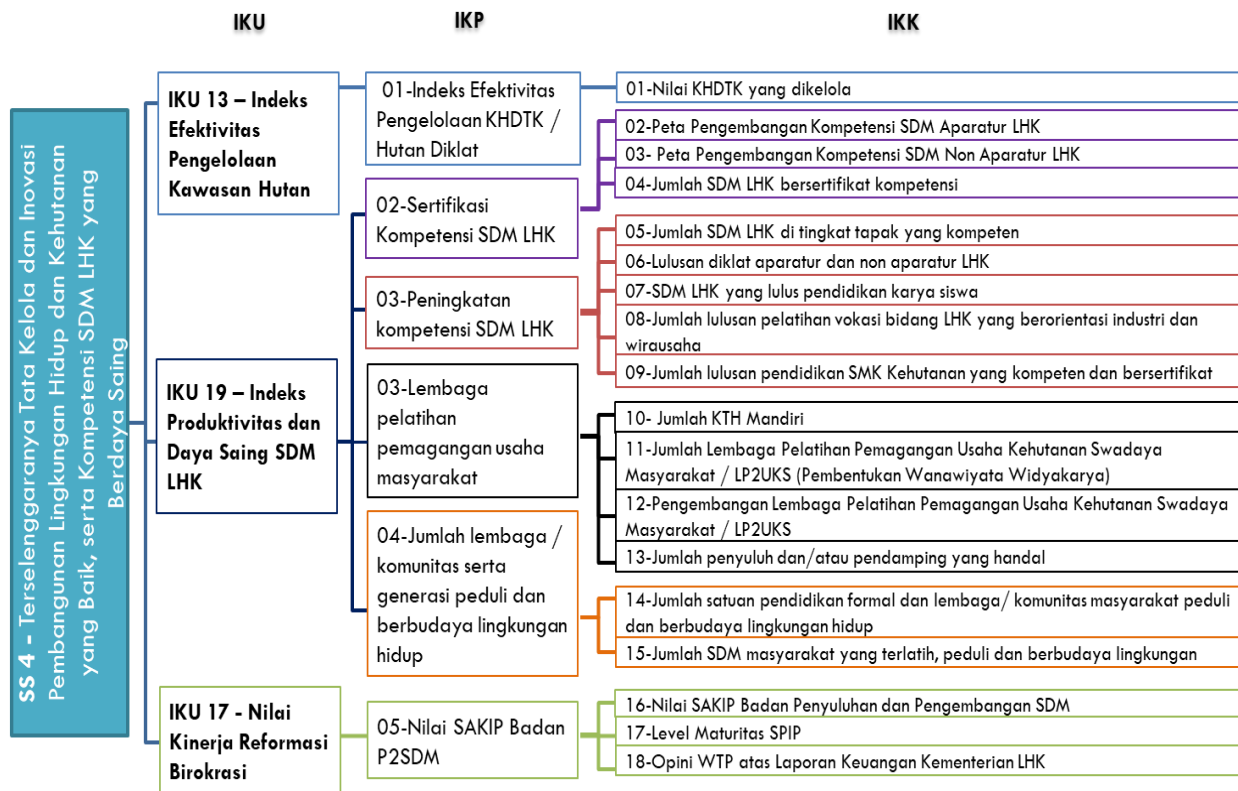 IKU
IKP
IKK
SS 4 - Terselenggaranya Tata Kelola dan Inovasi
Pembangunan Lingkungan Hidup dan Kehutanan
yang Baik, serta Kompetensi SDM LHK yang
Berdaya Saing
IKU 13 – Indeks
Efektivitas
Pengelolaan
Kawasan Hutan
IKU 19 – Indeks
Produktivitas dan
Daya Saing SDM
LHK
IKU 17 - Nilai
Kinerja Reformasi
Birokrasi
01-Indeks Efektivitas
Pengelolaan KHDTK /
Hutan Diklat
02-Sertifikasi
Kompetensi SDM LHK
03-Peningkatan
kompetensi SDM LHK
03-Lembaga
pelatihan
pemagangan usaha
masyarakat
04-Jumlah lembaga /
komunitas serta
generasi peduli dan
berbudaya lingkungan
hidup
05-Nilai SAKIP Badan
P2SDM
01-Nilai KHDTK yang dikelola
02-Peta Pengembangan Kompetensi SDM Aparatur LHK
03- Peta Pengembangan Kompetensi SDM Non Aparatur LHK
04-Jumlah SDM LHK bersertifikat kompetensi
05-Jumlah SDM LHK di tingkat tapak yang kompeten
06-Lulusan diklat aparatur dan non aparatur LHK
07-SDM LHK yang lulus pendidikan karya siswa
08-Jumlah lulusan pelatihan vokasi bidang LHK yang berorientasi industri dan
wirausaha
09-Jumlah lulusan pendidikan SMK Kehutanan yang kompeten dan bersertifikat
10- Jumlah KTH Mandiri
11-Jumlah Lembaga Pelatihan Pemagangan Usaha Kehutanan Swadaya
Masyarakat / LP2UKS (Pembentukan Wanawiyata Widyakarya)
12-Pengembangan Lembaga Pelatihan Pemagangan Usaha Kehutanan Swadaya
Masyarakat / LP2UKS
13-Jumlah penyuluh dan/atau pendamping yang handal
14-Jumlah satuan pendidikan formal dan lembaga/ komunitas masyarakat peduli
dan berbudaya lingkungan hidup
15-Jumlah SDM masyarakat yang terlatih, peduli dan berbudaya lingkungan
16-Nilai SAKIP Badan Penyuluhan dan Pengembangan SDM
17-Level Maturitas SPIP
18-Opini WTP atas Laporan Keuangan Kementerian LHK